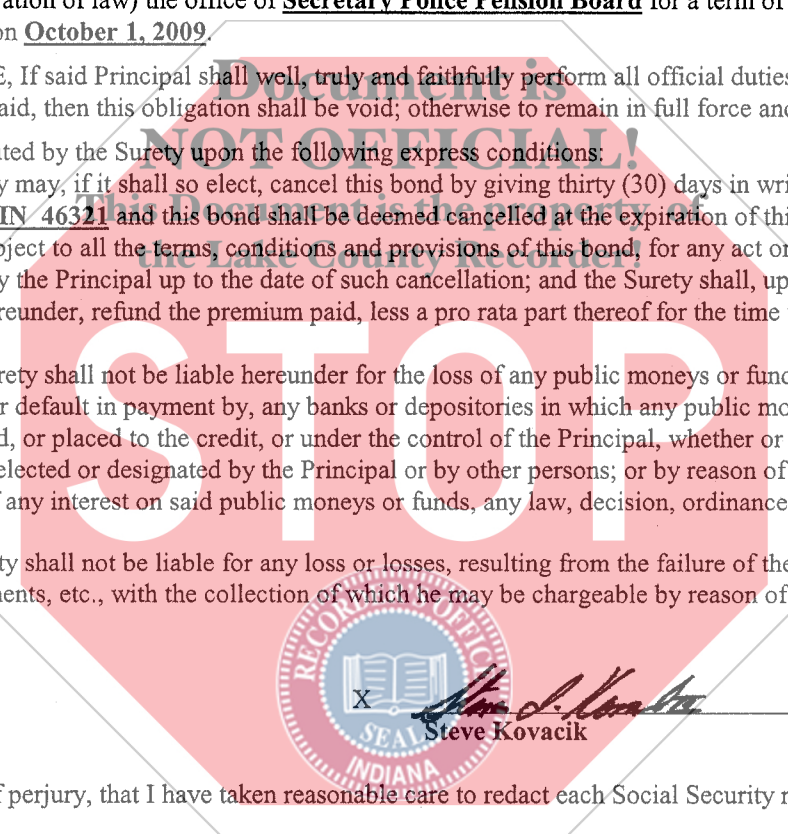 ration of law) the office of Secretary Police Pension Board for a term of
on October 1, 2009.
E, If said Principal shall well, truly and faithfully perform all official duties
aid, then this obligation shall be void; otherwise to remain in full force and
Document is
NOT OFFICIAL!
This Document is the property of
the Lake County Recorder!
ted by the Surety upon the following express conditions:
y may, if it shall so elect, cancel this bond by giving thirty (30) days in wri
IN 46321 and this bond shall be deemed cancelled at the expiration of thi
bject to all the terms, conditions and provisions of this bond, for any act or
y the Principal up to the date of such cancellation; and the Surety shall, up
reunder, refund the premium paid, less a pro rata part thereof for the time
STOP
rety shall not be liable hereunder for the loss of any public moneys or func
r default in payment by, any banks or depositories in which any public mo
d, or placed to the credit, or under the control of the Principal, whether or
elected or designated by the Principal or by other persons; or by reason of
f any interest on said public moneys or funds, any law, decision, ordinance
ty shall not be liable for any loss or losses, resulting from the failure of the
nents, etc., with the collection of which he may be chargeable by reason of
RECORDER'S OFFICE
SEAL
INDIANA
X
Steve Kovacik
f perjury, that I have taken reasonable care to redact each Social Security n